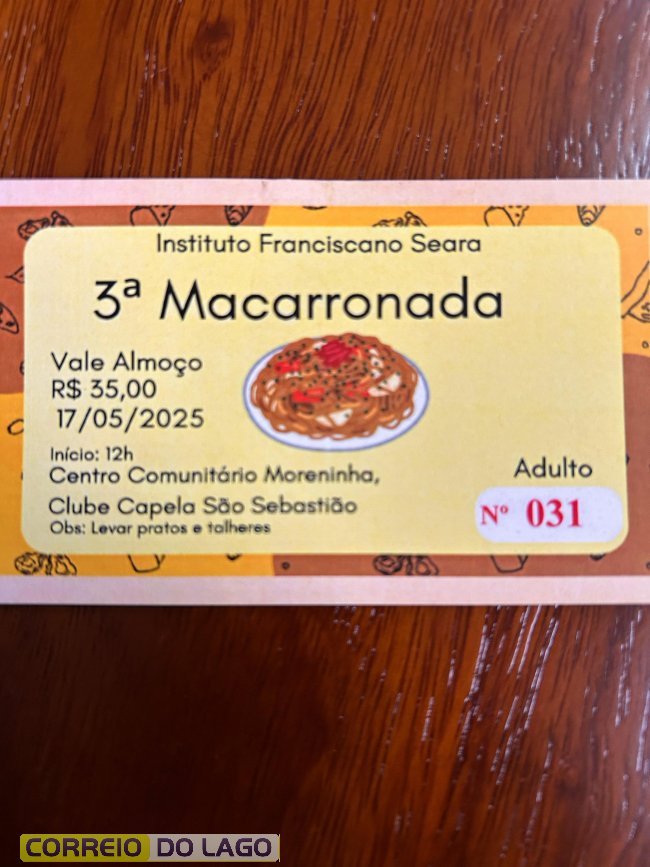 Instituto Franciscano Seara
3ª Macarronada
Vale Almoço
R$ 35,00
17/05/2025
Início: 12h
Centro Comunitário Moreninha,
Clube Capela São Sebastião
Obs: Levar pratos e talheres
Adulto
Nº 031
CORREIO DO LAGO